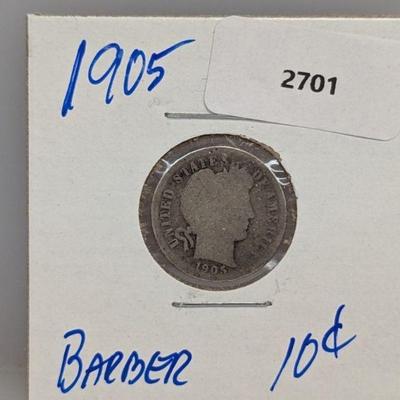 1905
2701
UNITED STATES OF AMERICA
1905
BARBER 10¢